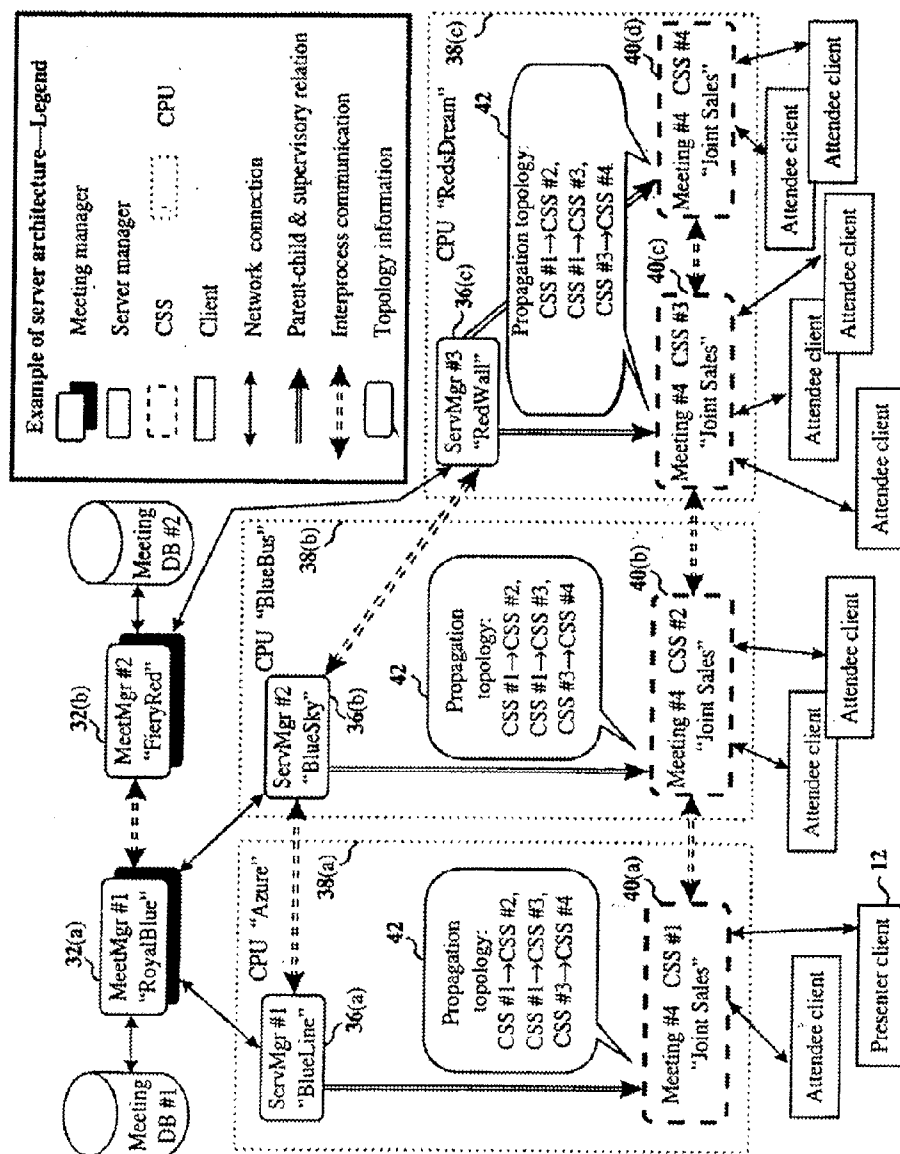 Example of server architecture—Legend
Meeting manager
Server manager
CSS
CPU
Client
Network connection
Parent-child & supervisory relation
Interprocess communication
Topology information
Meeting
DB #1
32(a)
MeetMgr #1
"RoyalBlue"
32(b)
MeetMgr #2
"FieryRed"
Meeting
DB #2
CPU "Azure"
38(a)
ServMgr #1
"BlueLine"
36(a)
42
Propagation
topology:
CSS #1→CSS #2,
CSS #1→CSS #3,
CSS #3→CSS #4
40(a)
Meeting #4 CSS #1
"Joint Sales"
Attendee client
Presenter client
12
CPU "BlueBus"
38(b)
ServMgr #2
"BlueSky"
36(b)
42
Propagation
topology:
CSS #1→CSS #2,
CSS #1→CSS #3,
CSS #3→CSS #4
40(b)
Meeting #4 CSS #2
"Joint Sales"
Attendee client
Attendee client
CPU "RedsDream"
38(c)
36(c)
ServMgr #3
"RedWall"
42
Propagation topology:
CSS #1→CSS #2,
CSS #1→CSS #3,
CSS #3→CSS #4
40(c)
Meeting #4 CSS #3
"Joint Sales"
40(d)
Meeting #4 CSS #4
"Joint Sales"
Attendee client
Attendee client
Attendee client
Attendee client
Attendee client